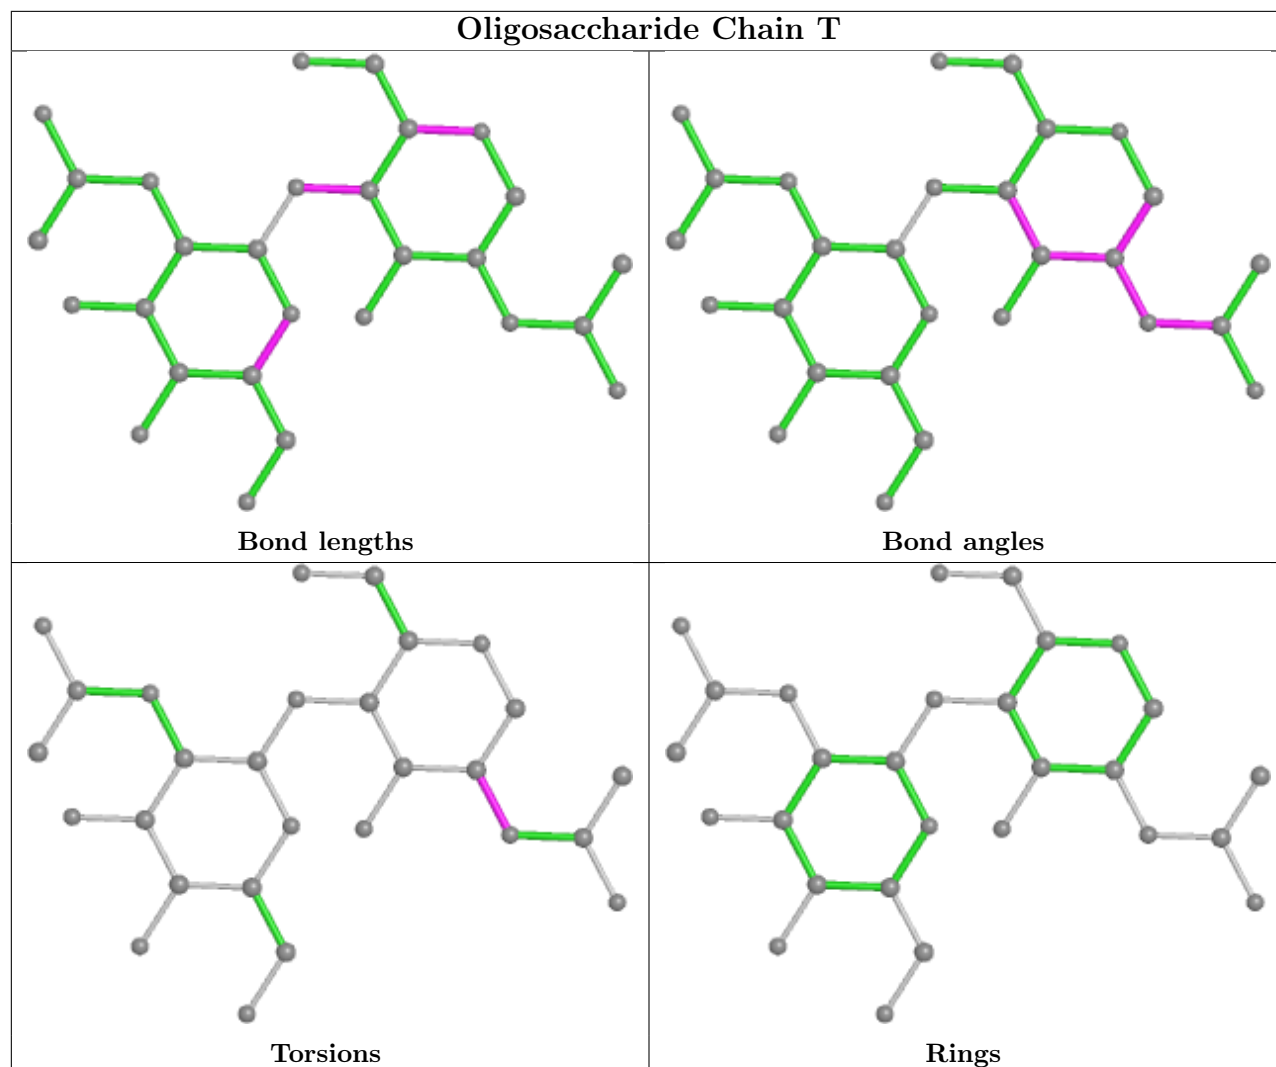 Oligosaccharide Chain T
Bond lengths
Bond angles
Torsions
Rings